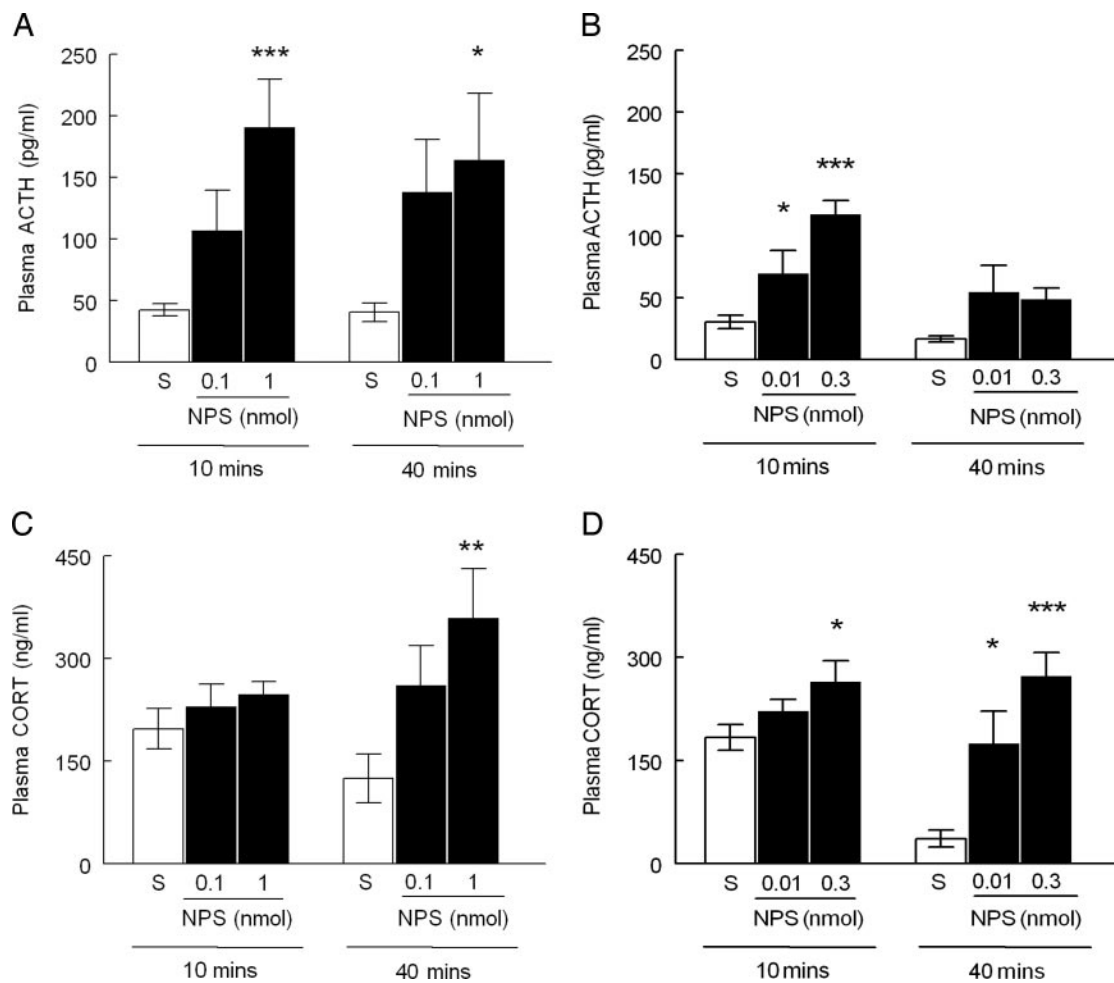 A
Plasma ACTH (pg/ml)
250
200
150
100
50
0
***
*
S 0.1 1 S 0.1 1
NPS (nmol) NPS (nmol)
10 mins 40 mins
B
Plasma ACTH (pg/ml)
250
200
150
100
50
0
*
***
S 0.01 0.3 S 0.01 0.3
NPS (nmol) NPS (nmol)
10 mins 40 mins
C
Plasma CORT (ng/ml)
450
300
150
0
**
S 0.1 1 S 0.1 1
NPS (nmol) NPS (nmol)
10 mins 40 mins
D
Plasma CORT (ng/ml)
450
300
150
0
*
*
***
S 0.01 0.3 S 0.01 0.3
NPS (nmol) NPS (nmol)
10 mins 40 mins